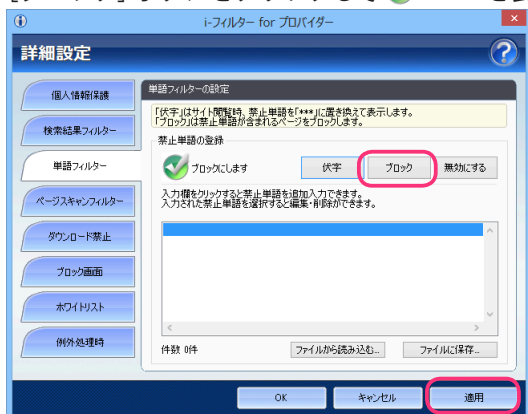 i-フィルター for プロバイダー
詳細設定
個人情報保護
検索結果フィルター
単語フィルター
ページスキャンフィルター
ダウンロード禁止
ブロック画面
ホワイトリスト
例外処理時
単語フィルターの設定
「伏字」はサイト閲覧時、禁止単語を「***」に置き換えて表示します。
「ブロック」は禁止単語が含まれるページをブロックします。
禁止単語の登録
ブロックにします
伏字
ブロック
無効にする
入力欄をクリックすると禁止単語を追加入力できます。
入力された禁止単語を選択すると編集・削除ができます。
件数 0件
ファイルから読み込む...
ファイルに保存...
OK
キャンセル
適用